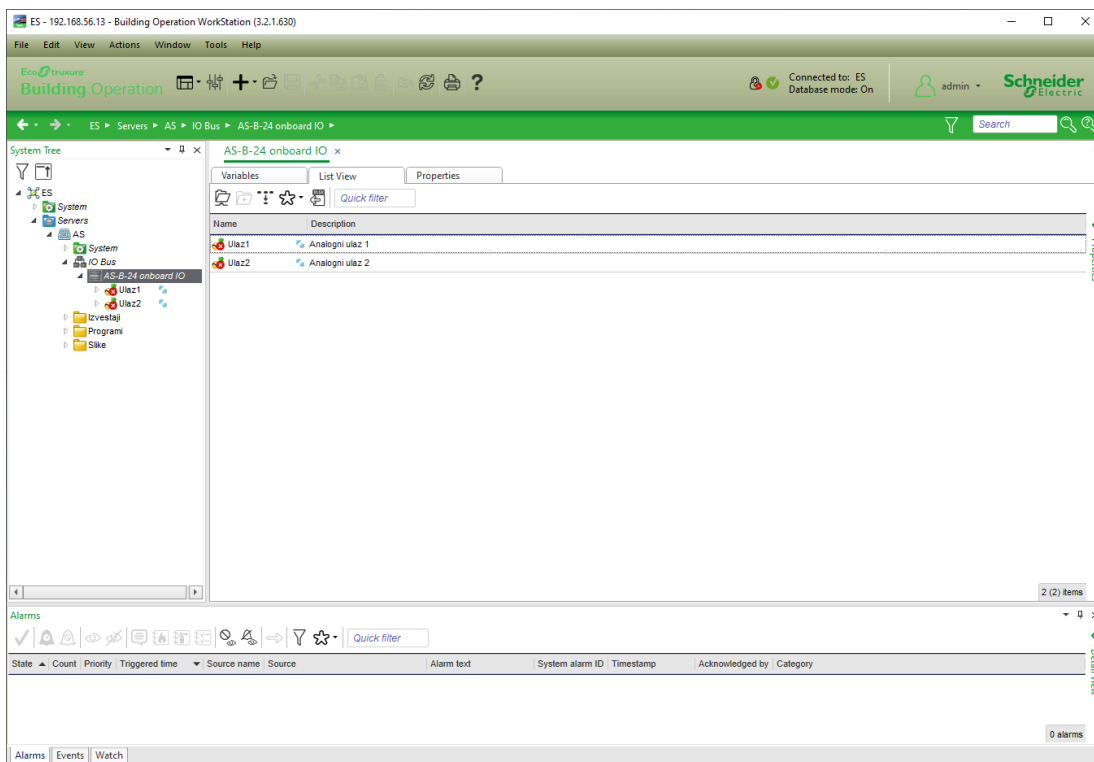 ES - 192.168.56.13 - Building Operation WorkStation (3.2.1.630)
File Edit View Actions Window Tools Help
EcoStruxure
Building Operation
Connected to: ES
Database mode: On
admin
Schneider
Electric
ES ▸ Servers ▸ AS ▸ IO Bus ▸ AS-B-24 onboard IO ▸
Search
System Tree
AS-B-24 onboard IO ×
Variables List View Properties
Quick filter
ES
System
Servers
AS
System
IO Bus
AS-B-24 onboard IO
Ulaz1
Ulaz2
Izvestaji
Programi
Slike
Name Description
Ulaz1 Analogni ulaz 1
Ulaz2 Analogni ulaz 2
Properties
2 (2) items
Alarms
Quick filter
State Count Priority Triggered time Source name Source Alarm text System alarm ID Timestamp Acknowledged by Category
Detail view
0 alarms
Alarms Events Watch